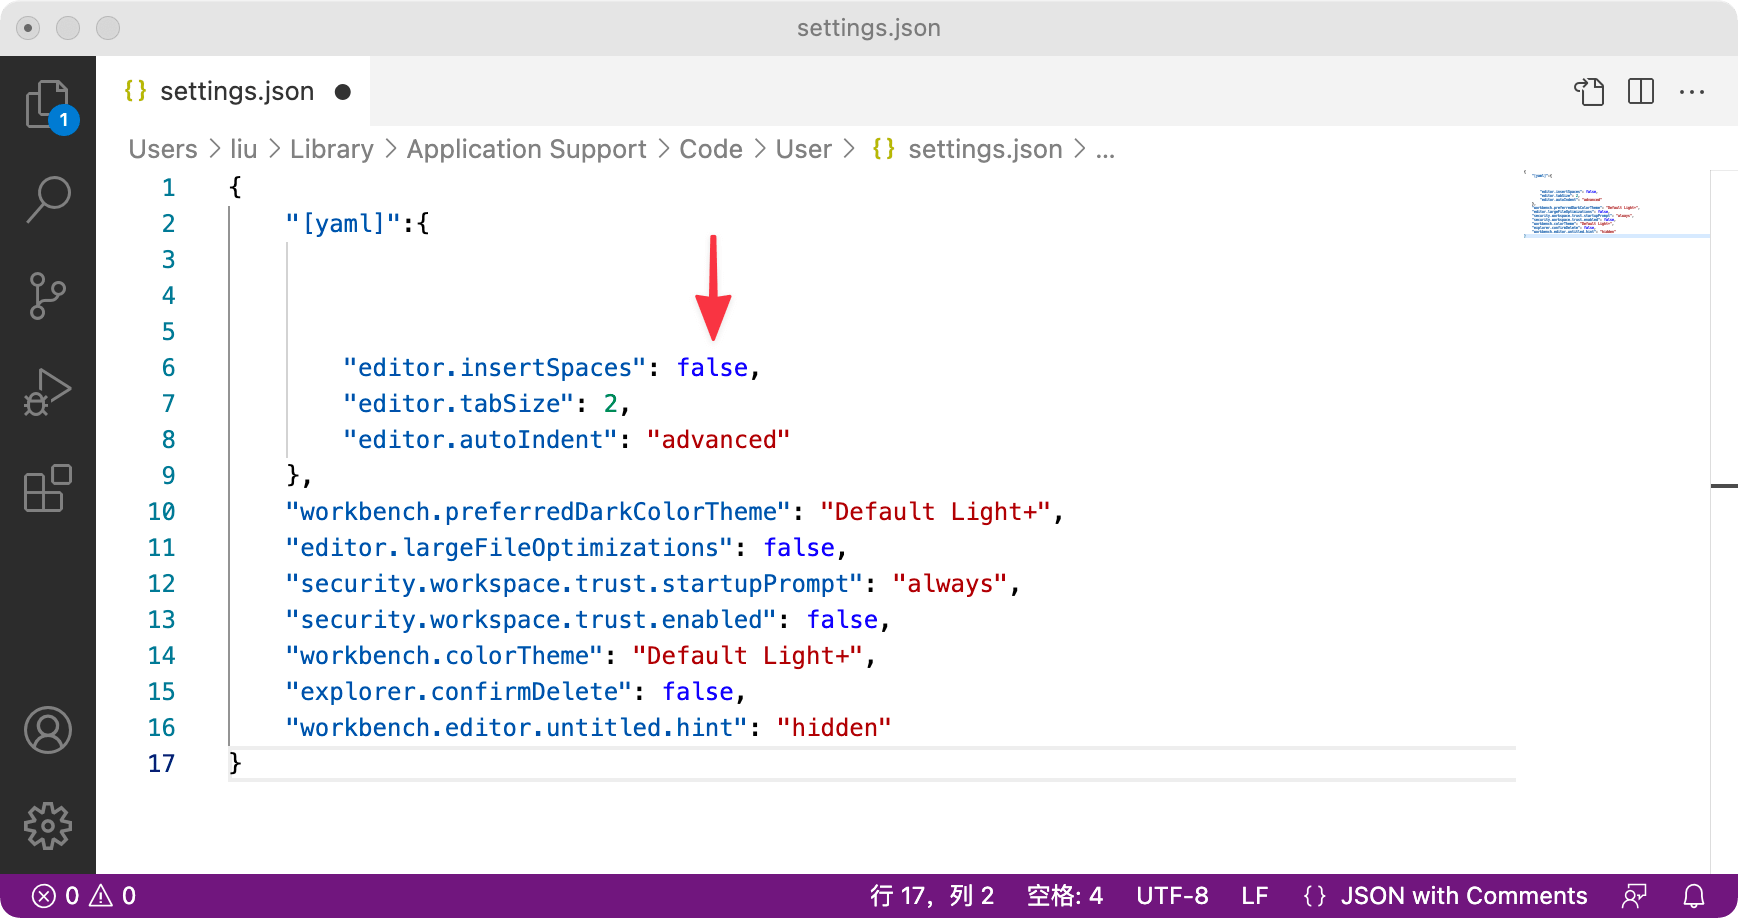 settings.json
{} settings.json ●
1
Users > liu > Library > Application Support > Code > User > {} settings.json > ...
1 {
2     "[yaml]":{
3
4
5
6         "editor.insertSpaces": false,
7         "editor.tabSize": 2,
8         "editor.autoIndent": "advanced"
9     },
10     "workbench.preferredDarkColorTheme": "Default Light+",
11     "editor.largeFileOptimizations": false,
12     "security.workspace.trust.startupPrompt": "always",
13     "security.workspace.trust.enabled": false,
14     "workbench.colorTheme": "Default Light+",
15     "explorer.confirmDelete": false,
16     "workbench.editor.untitled.hint": "hidden"
17 }
0 0 行 17，列 2 空格: 4 UTF-8 LF {} JSON with Comments